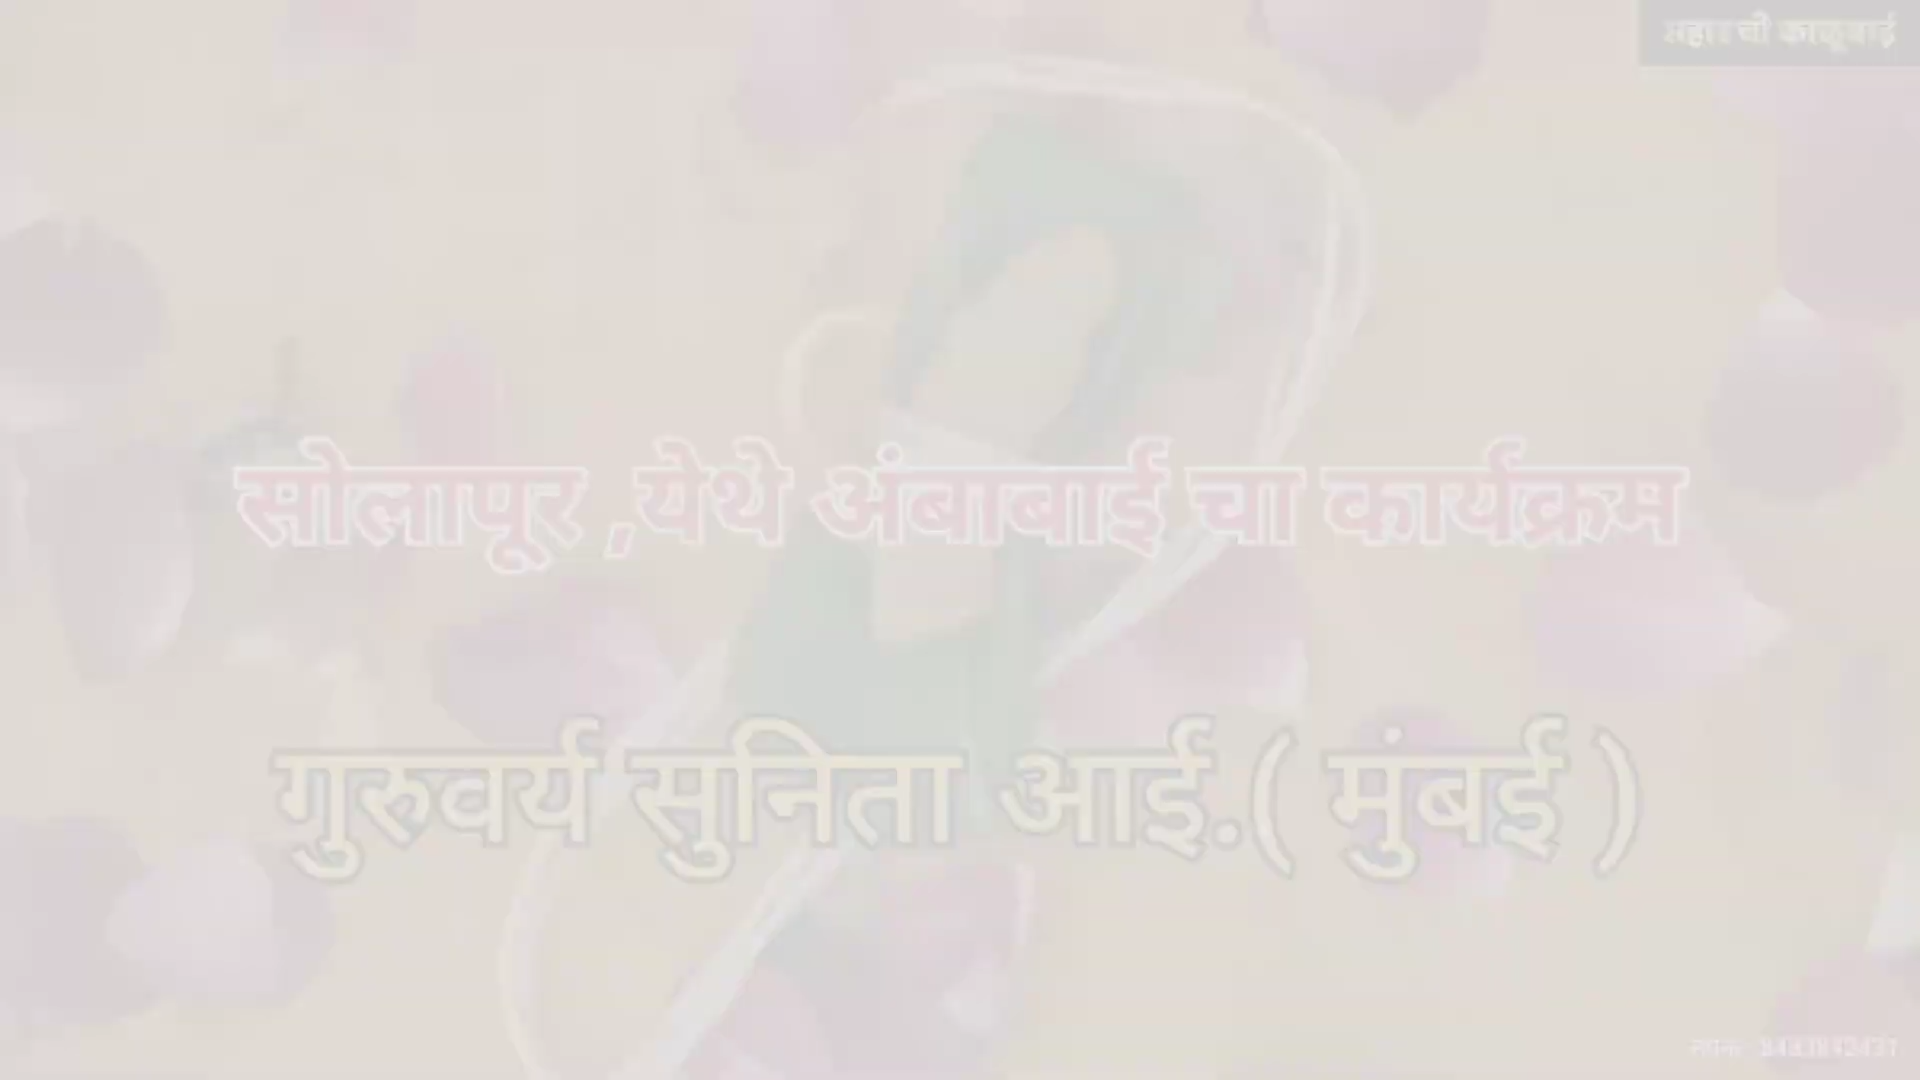 काळूबाई
सोलापूर ,येथे अंबाबाई चा कार्यक्रम
गुरुवर्य सुनिता आई.( मुंबई )